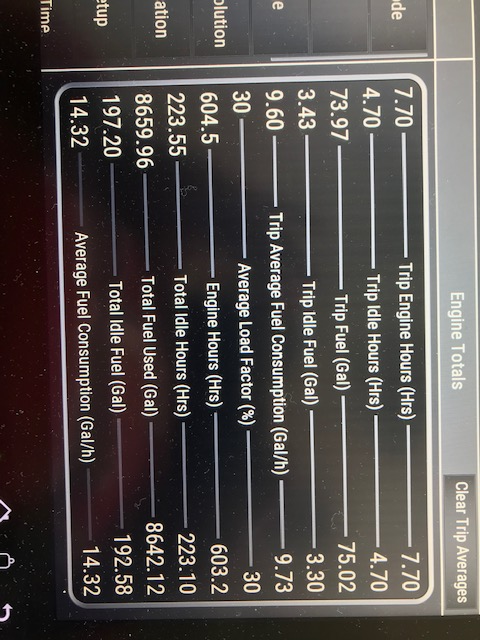 Engine Totals
Clear Trip Averages
7.70 Trip Engine Hours (Hrs) 7.70
4.70 Trip Idle Hours (Hrs) 4.70
73.97 Trip Fuel (Gal) 75.02
3.43 Trip Idle Fuel (Gal) 3.30
9.60 Trip Average Fuel Consumption (Gal/h) 9.73
30 Average Load Factor (%) 30
604.5 Engine Hours (Hrs) 603.2
223.55 Total Idle Hours (Hrs) 223.10
8659.96 Total Fuel Used (Gal) 8642.12
197.20 Total Idle Fuel (Gal) 192.58
14.32 Average Fuel Consumption (Gal/h) 14.32
de
e
olution
ation
etup
Time